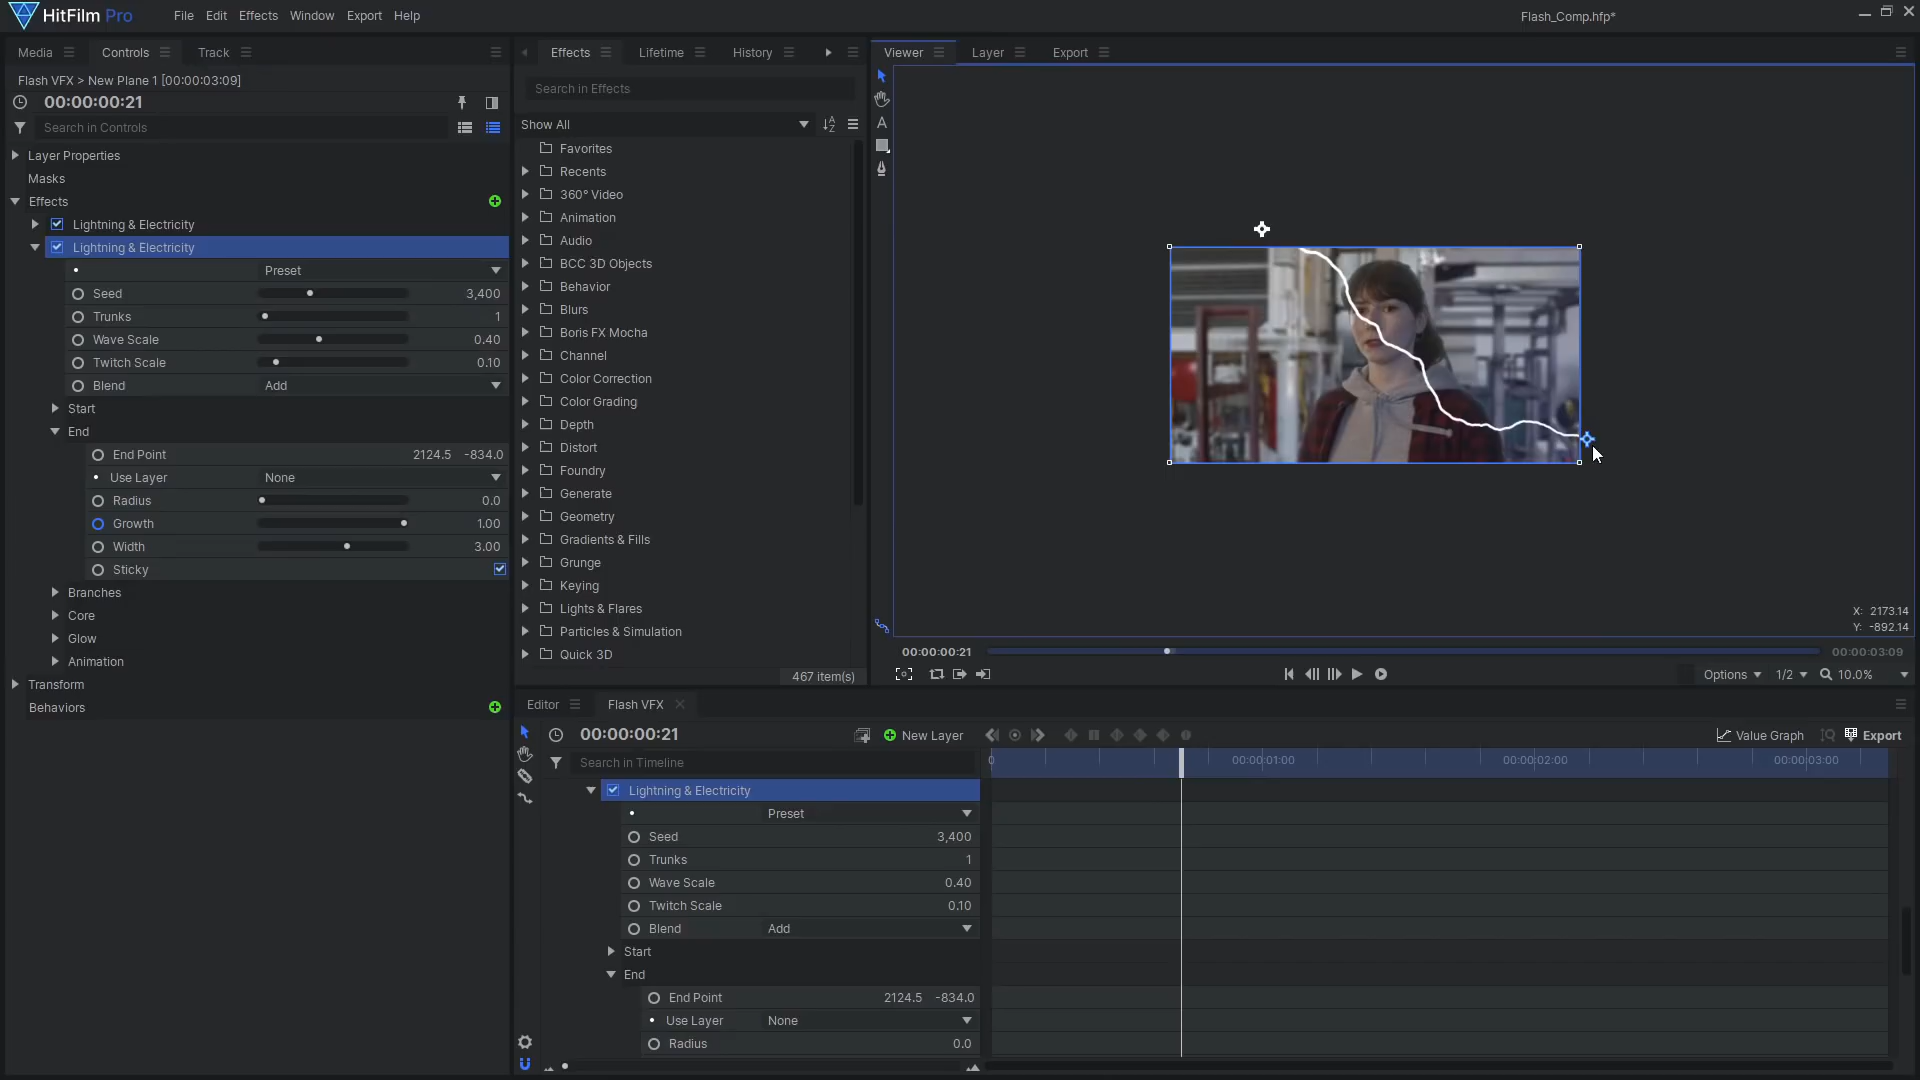 HitFilm Pro
File Edit Effects Window Export Help
Flash_Comp.hfp*
Media Controls Track
Flash VFX > New Plane 1 [00:00:03:09]
00:00:00:21
Search in Controls
Layer Properties
Masks
Effects
Lightning & Electricity
Lightning & Electricity
Preset
Seed 3,400
Trunks 1
Wave Scale 0.40
Twitch Scale 0.10
Blend Add
Start
End
End Point 2124.5 -834.0
Use Layer None
Radius 0.0
Growth 1.00
Width 3.00
Sticky
Branches
Core
Glow
Animation
Transform
Behaviors
Effects Lifetime History
Search in Effects
Show All
Favorites
Recents
360° Video
Animation
Audio
BCC 3D Objects
Behavior
Blurs
Boris FX Mocha
Channel
Color Correction
Color Grading
Depth
Distort
Foundry
Generate
Geometry
Gradients & Fills
Grunge
Keying
Lights & Flares
Particles & Simulation
Quick 3D
467 item(s)
Viewer Layer Export
A
X: 2173.14
Y: -892.14
00:00:00:21 00:00:03:09
Options 1/2 10.0%
Editor Flash VFX
00:00:00:21 New Layer Value Graph Export
Search in Timeline
0 00:00:01:00 00:00:02:00 00:00:03:00
Lightning & Electricity
Preset
Seed 3,400
Trunks 1
Wave Scale 0.40
Twitch Scale 0.10
Blend Add
Start
End
End Point 2124.5 -834.0
Use Layer None
Radius 0.0